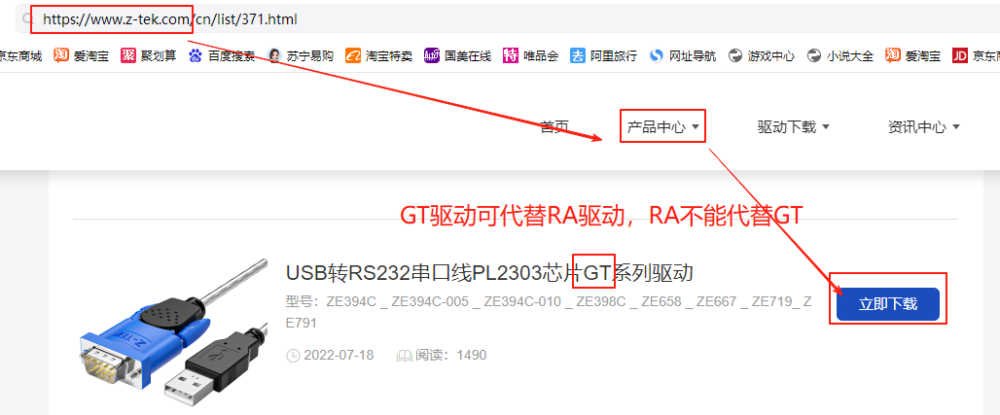 https://www.z-tek.com/cn/list/371.html
京东商城 爱淘宝 聚划算 百度搜索 苏宁易购 淘宝特卖 国美在线 唯品会 阿里旅行 网址导航 游戏中心 小说大全 爱淘宝 京东商
首页 产品中心 驱动下载 资讯中心
GT驱动可代替RA驱动，RA不能代替GT
USB转RS232串口线PL2303芯片GT系列驱动
型号：ZE394C _ ZE394C-005 _ ZE394C-010 _ ZE398C _ ZE658 _ ZE667 _ ZE719_ Z
E791
立即下载
2022-07-18 阅读：1490
Z-TEK